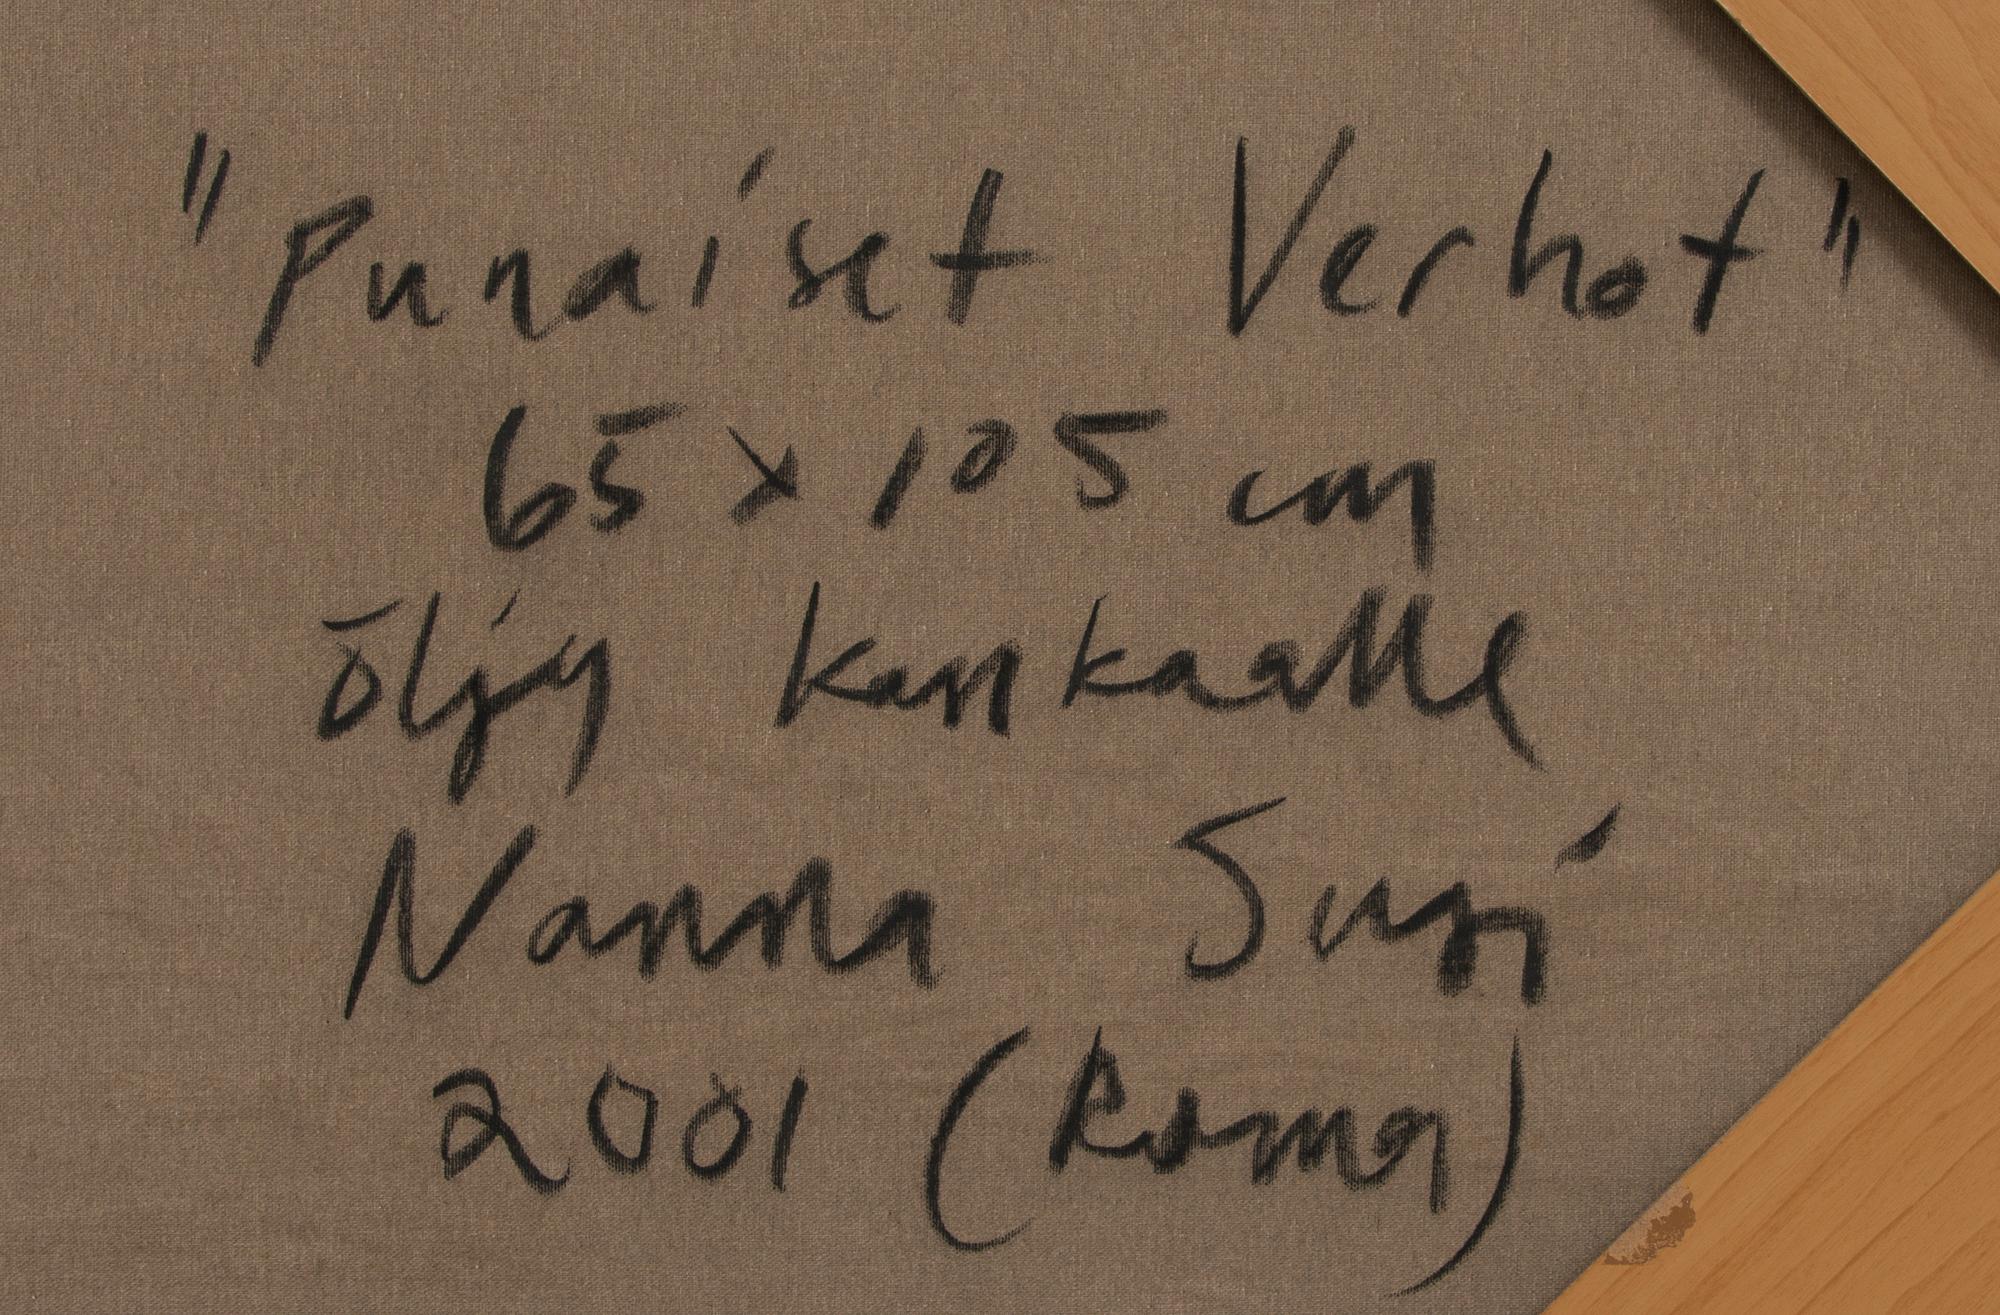 "Punaiset Verhot"
65 x 105 cm
öljy kankaalle
Nanna Susi
2001 (Roma)